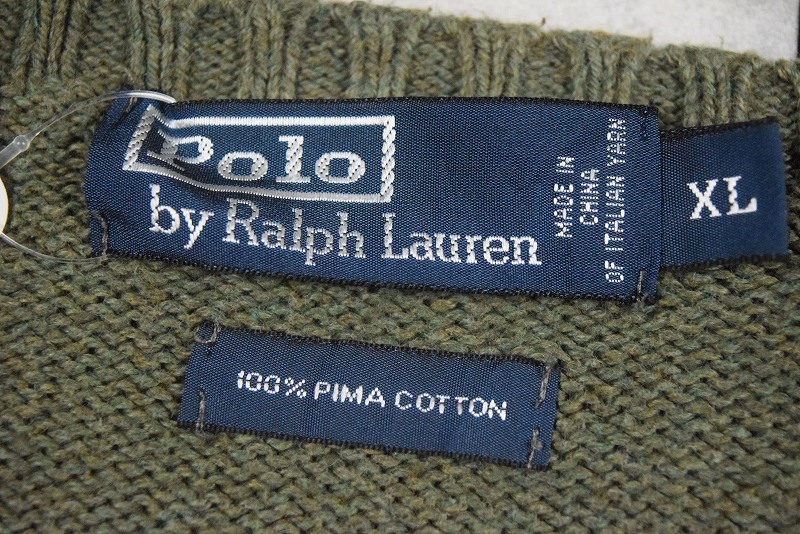 Polo
by Ralph Lauren
MADE IN
CHINA
OF ITALIAN YARN
XL
100% PIMA COTTON